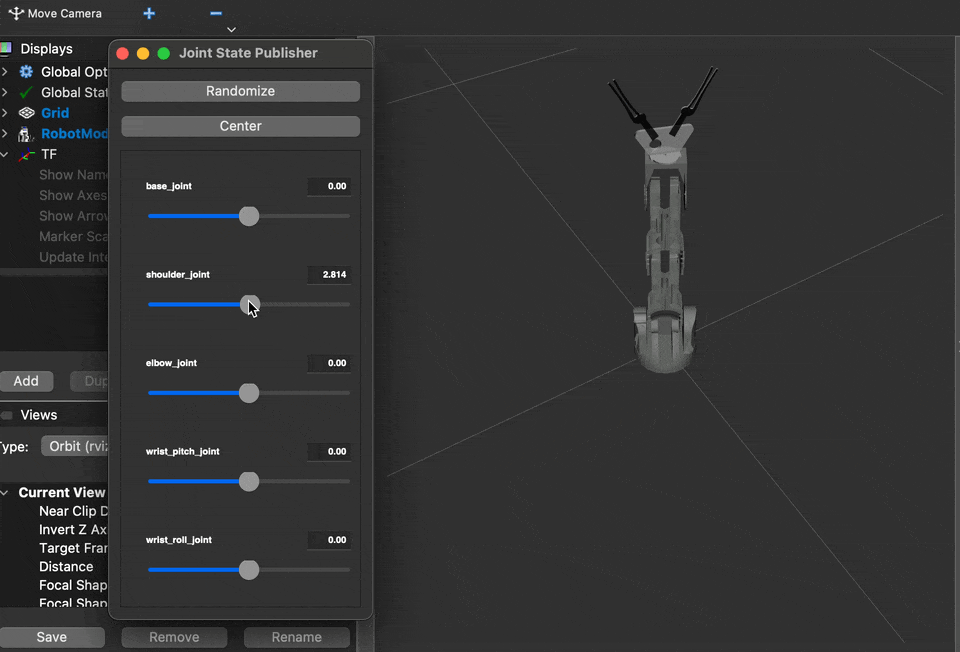 Move Camera
Displays
Joint State Publisher
Global Opt
Randomize
Global Stat
Grid
Center
RobotMod
TF
Show Nam
base_joint 0.00
Show Axes
Show Arrow
Marker Sca
Update Inte
shoulder_joint 2.814
elbow_joint 0.00
Add Dup
Views
Type: Orbit (rviz
wrist_pitch_joint 0.00
Current View
Near Clip D
Invert Z Ax
wrist_roll_joint 0.00
Target Fran
Distance
Focal Shap
Focal Shap
Save Remove Rename